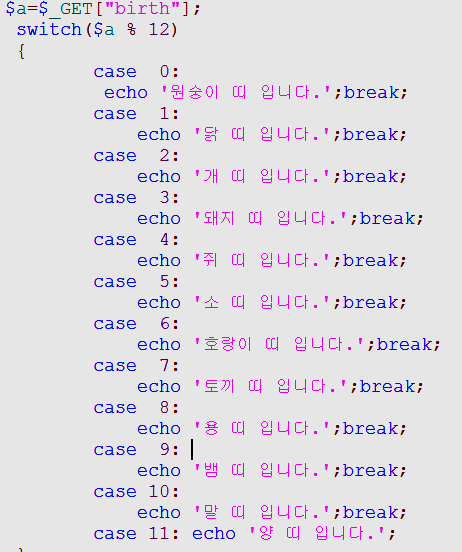 $a=$_GET["birth"];
switch($a % 12)
{
case 0:
echo '원숭이 띠 입니다.';break;
case 1:
echo '닭 띠 입니다.';break;
case 2:
echo '개 띠 입니다.';break;
case 3:
echo '돼지 띠 입니다.';break;
case 4:
echo '쥐 띠 입니다.';break;
case 5:
echo '소 띠 입니다.';break;
case 6:
echo '호랑이 띠 입니다.';break;
case 7:
echo '토끼 띠 입니다.';break;
case 8:
echo '용 띠 입니다.';break;
case 9:
echo '뱀 띠 입니다.';break;
case 10:
echo '말 띠 입니다.';break;
case 11: echo '양 띠 입니다.';